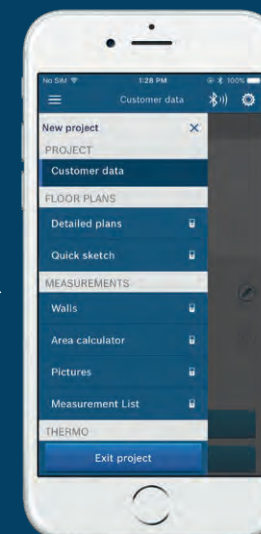 No SIM 1:28 PM 100%
Customer data
New project ×
PROJECT
Customer data
FLOOR PLANS
Detailed plans
Quick sketch
MEASUREMENTS
Walls
Area calculator
Pictures
Measurement List
THERMO
Exit project